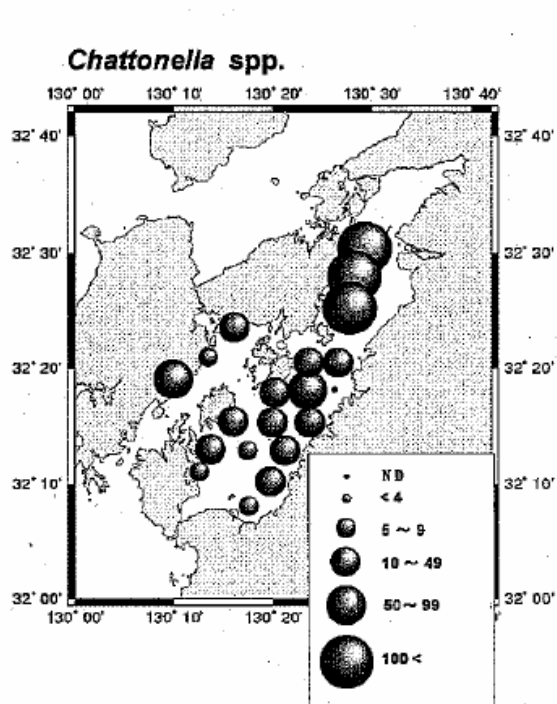 Chattonella spp.
130° 00' 130° 10' 130° 20' 130° 30' 130° 40'
32° 40' 32° 40'
32° 30' 32° 30'
32° 20' 32° 20'
32° 10' 32° 10'
32° 00' 32° 00'
130° 00' 130° 10' 130° 20'
ND
< 4
5 ~ 9
10 ~ 49
50 ~ 99
100 <